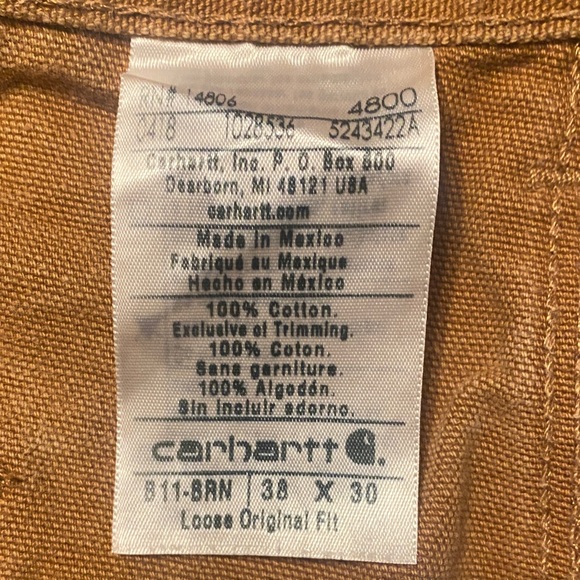 RN# 14806 4800
0418 1028536 5243422A
Carhartt, Inc. P. O. Box 600
Dearborn, MI 48121 USA
carhartt.com
Made in Mexico
Fabriqué au Mexique
Hecho en México
100% Cotton.
Exclusive of Trimming.
100% Coton.
Sans garniture.
100% Algodón.
Sin incluir adorno.
carhartt
B11-BRN 38 X 30
Loose Original Fit